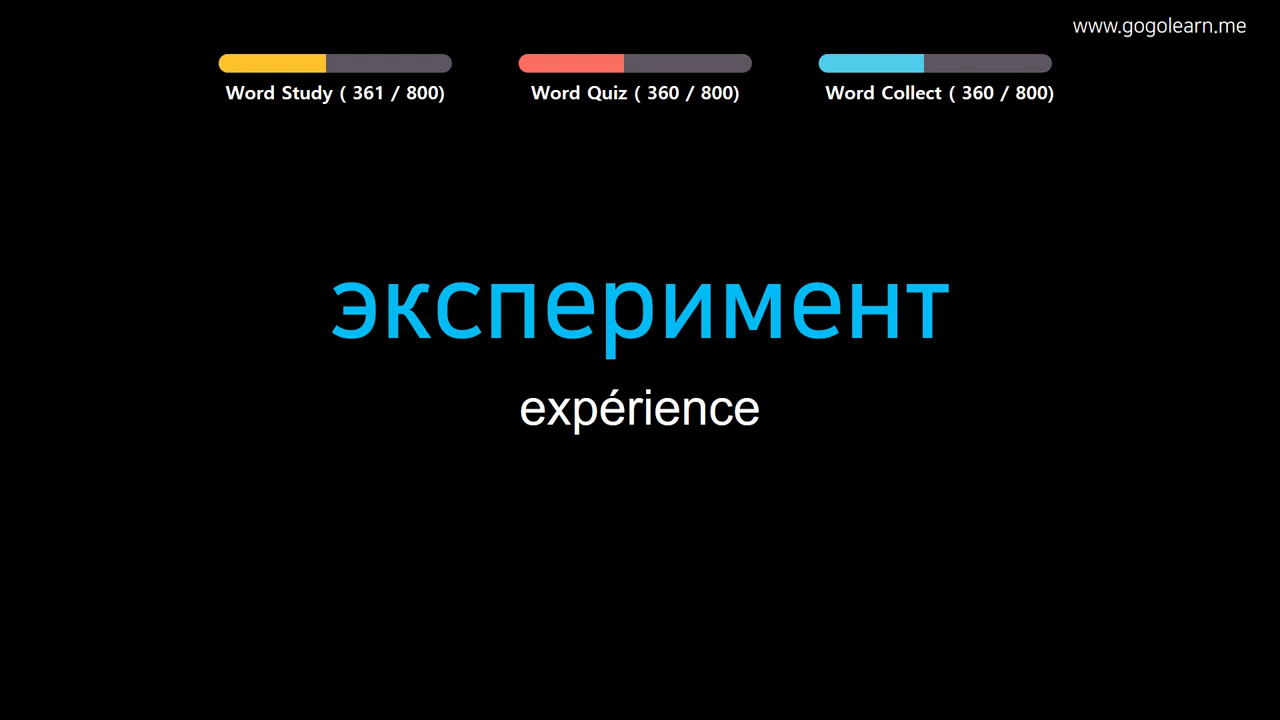 www.gogolearn.me
Word Study ( 361 / 800)
Word Quiz ( 360 / 800)
Word Collect ( 360 / 800)
эксперимент
expérience